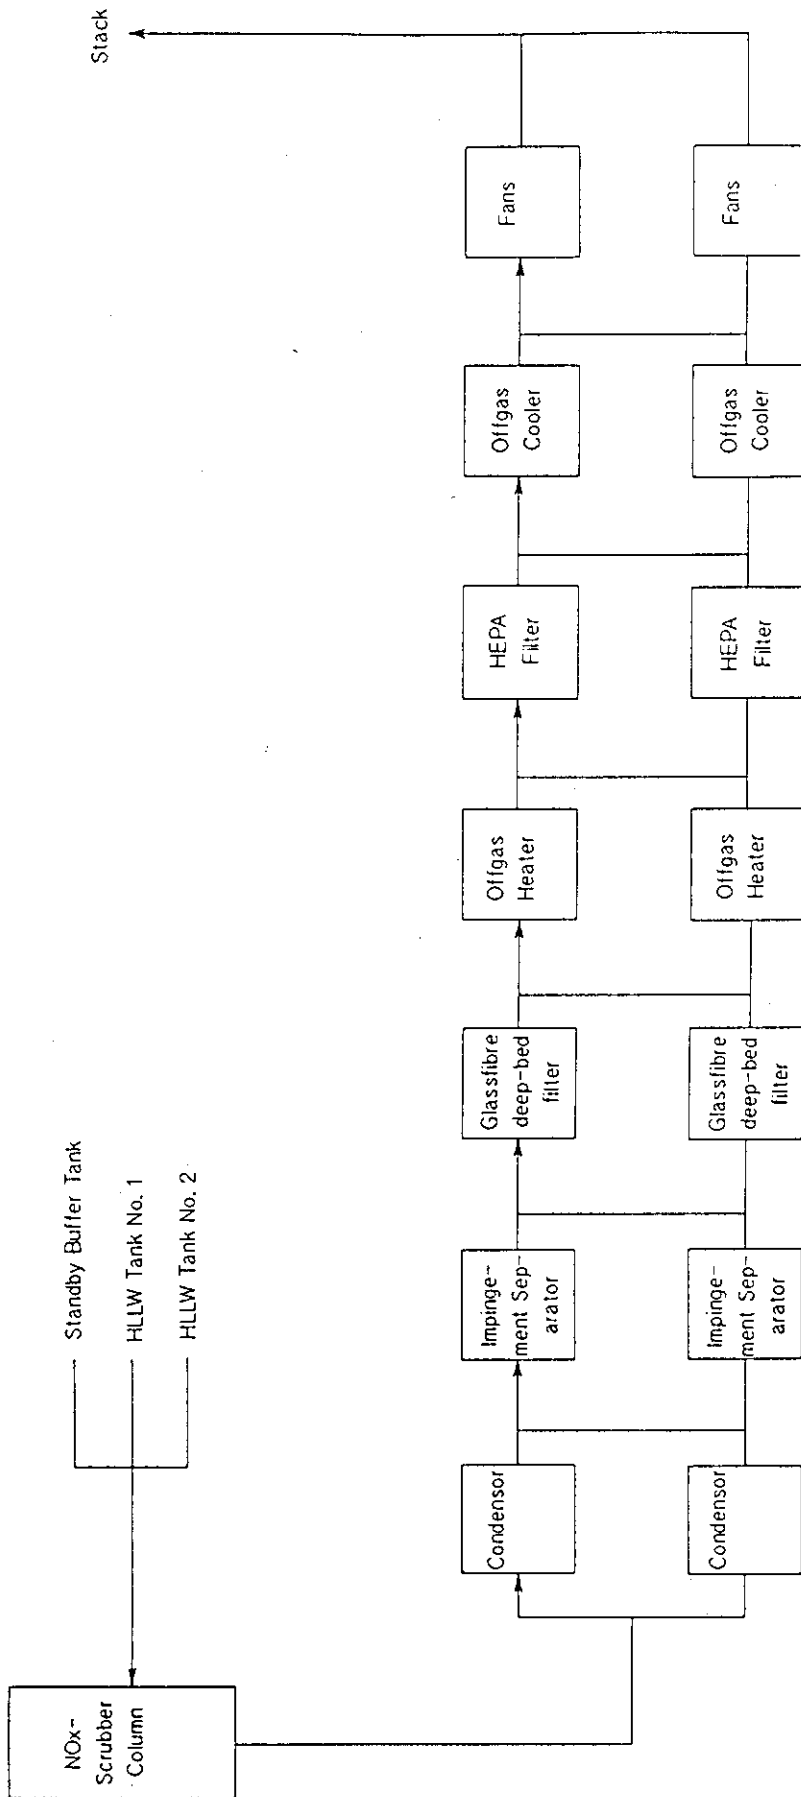 Standby Buffer Tank
HLLW Tank No. 1
HLLW Tank No. 2
NOx-
Scrubber
Column
Stack
Condensor
Impinge-
ment Sep-
arator
Glassfibre
deep-bed
filter
Offgas
Heater
HEPA
Filter
Offgas
Cooler
Fans
Condensor
Impinge-
ment Sep-
arator
Glassfibre
deep-bed
filter
Offgas
Heater
HEPA
Filter
Offgas
Cooler
Fans